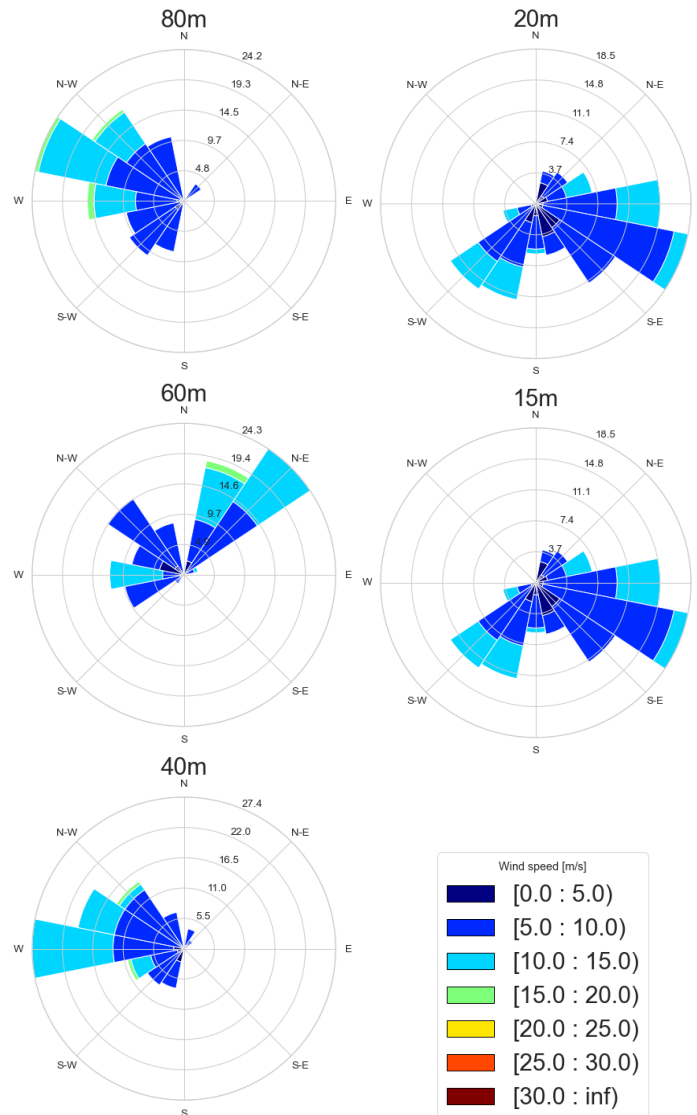 80m
N
24.2
N-W
N-E
19.3
14.5
9.7
4.8
W
E
S-W
S-E
S
20m
N
18.5
N-W
N-E
14.8
11.1
7.4
3.7
W
E
S-W
S-E
S
60m
N
24.3
N-W
N-E
19.4
14.6
9.7
4.9
W
E
S-W
S-E
S
15m
N
18.5
N-W
N-E
14.8
11.1
7.4
3.7
W
E
S-W
S-E
S
40m
N
27.4
N-W
N-E
22.0
16.5
11.0
5.5
W
E
S-W
S-E
S
Wind speed [m/s]
[0.0 : 5.0)
[5.0 : 10.0)
[10.0 : 15.0)
[15.0 : 20.0)
[20.0 : 25.0)
[25.0 : 30.0)
[30.0 : inf)